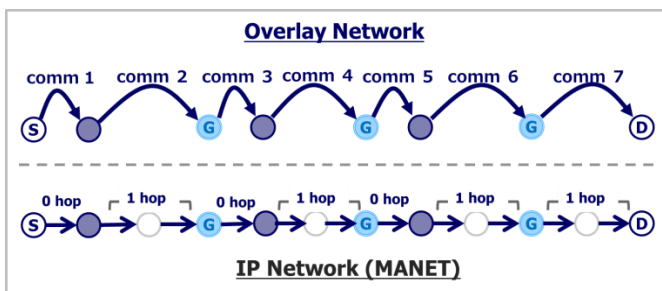 Overlay Network
comm 1 comm 2 comm 3 comm 4 comm 5 comm 6 comm 7
S G G G D
0 hop 1 hop 0 hop 1 hop 0 hop 1 hop 1 hop
S G G G D
IP Network (MANET)